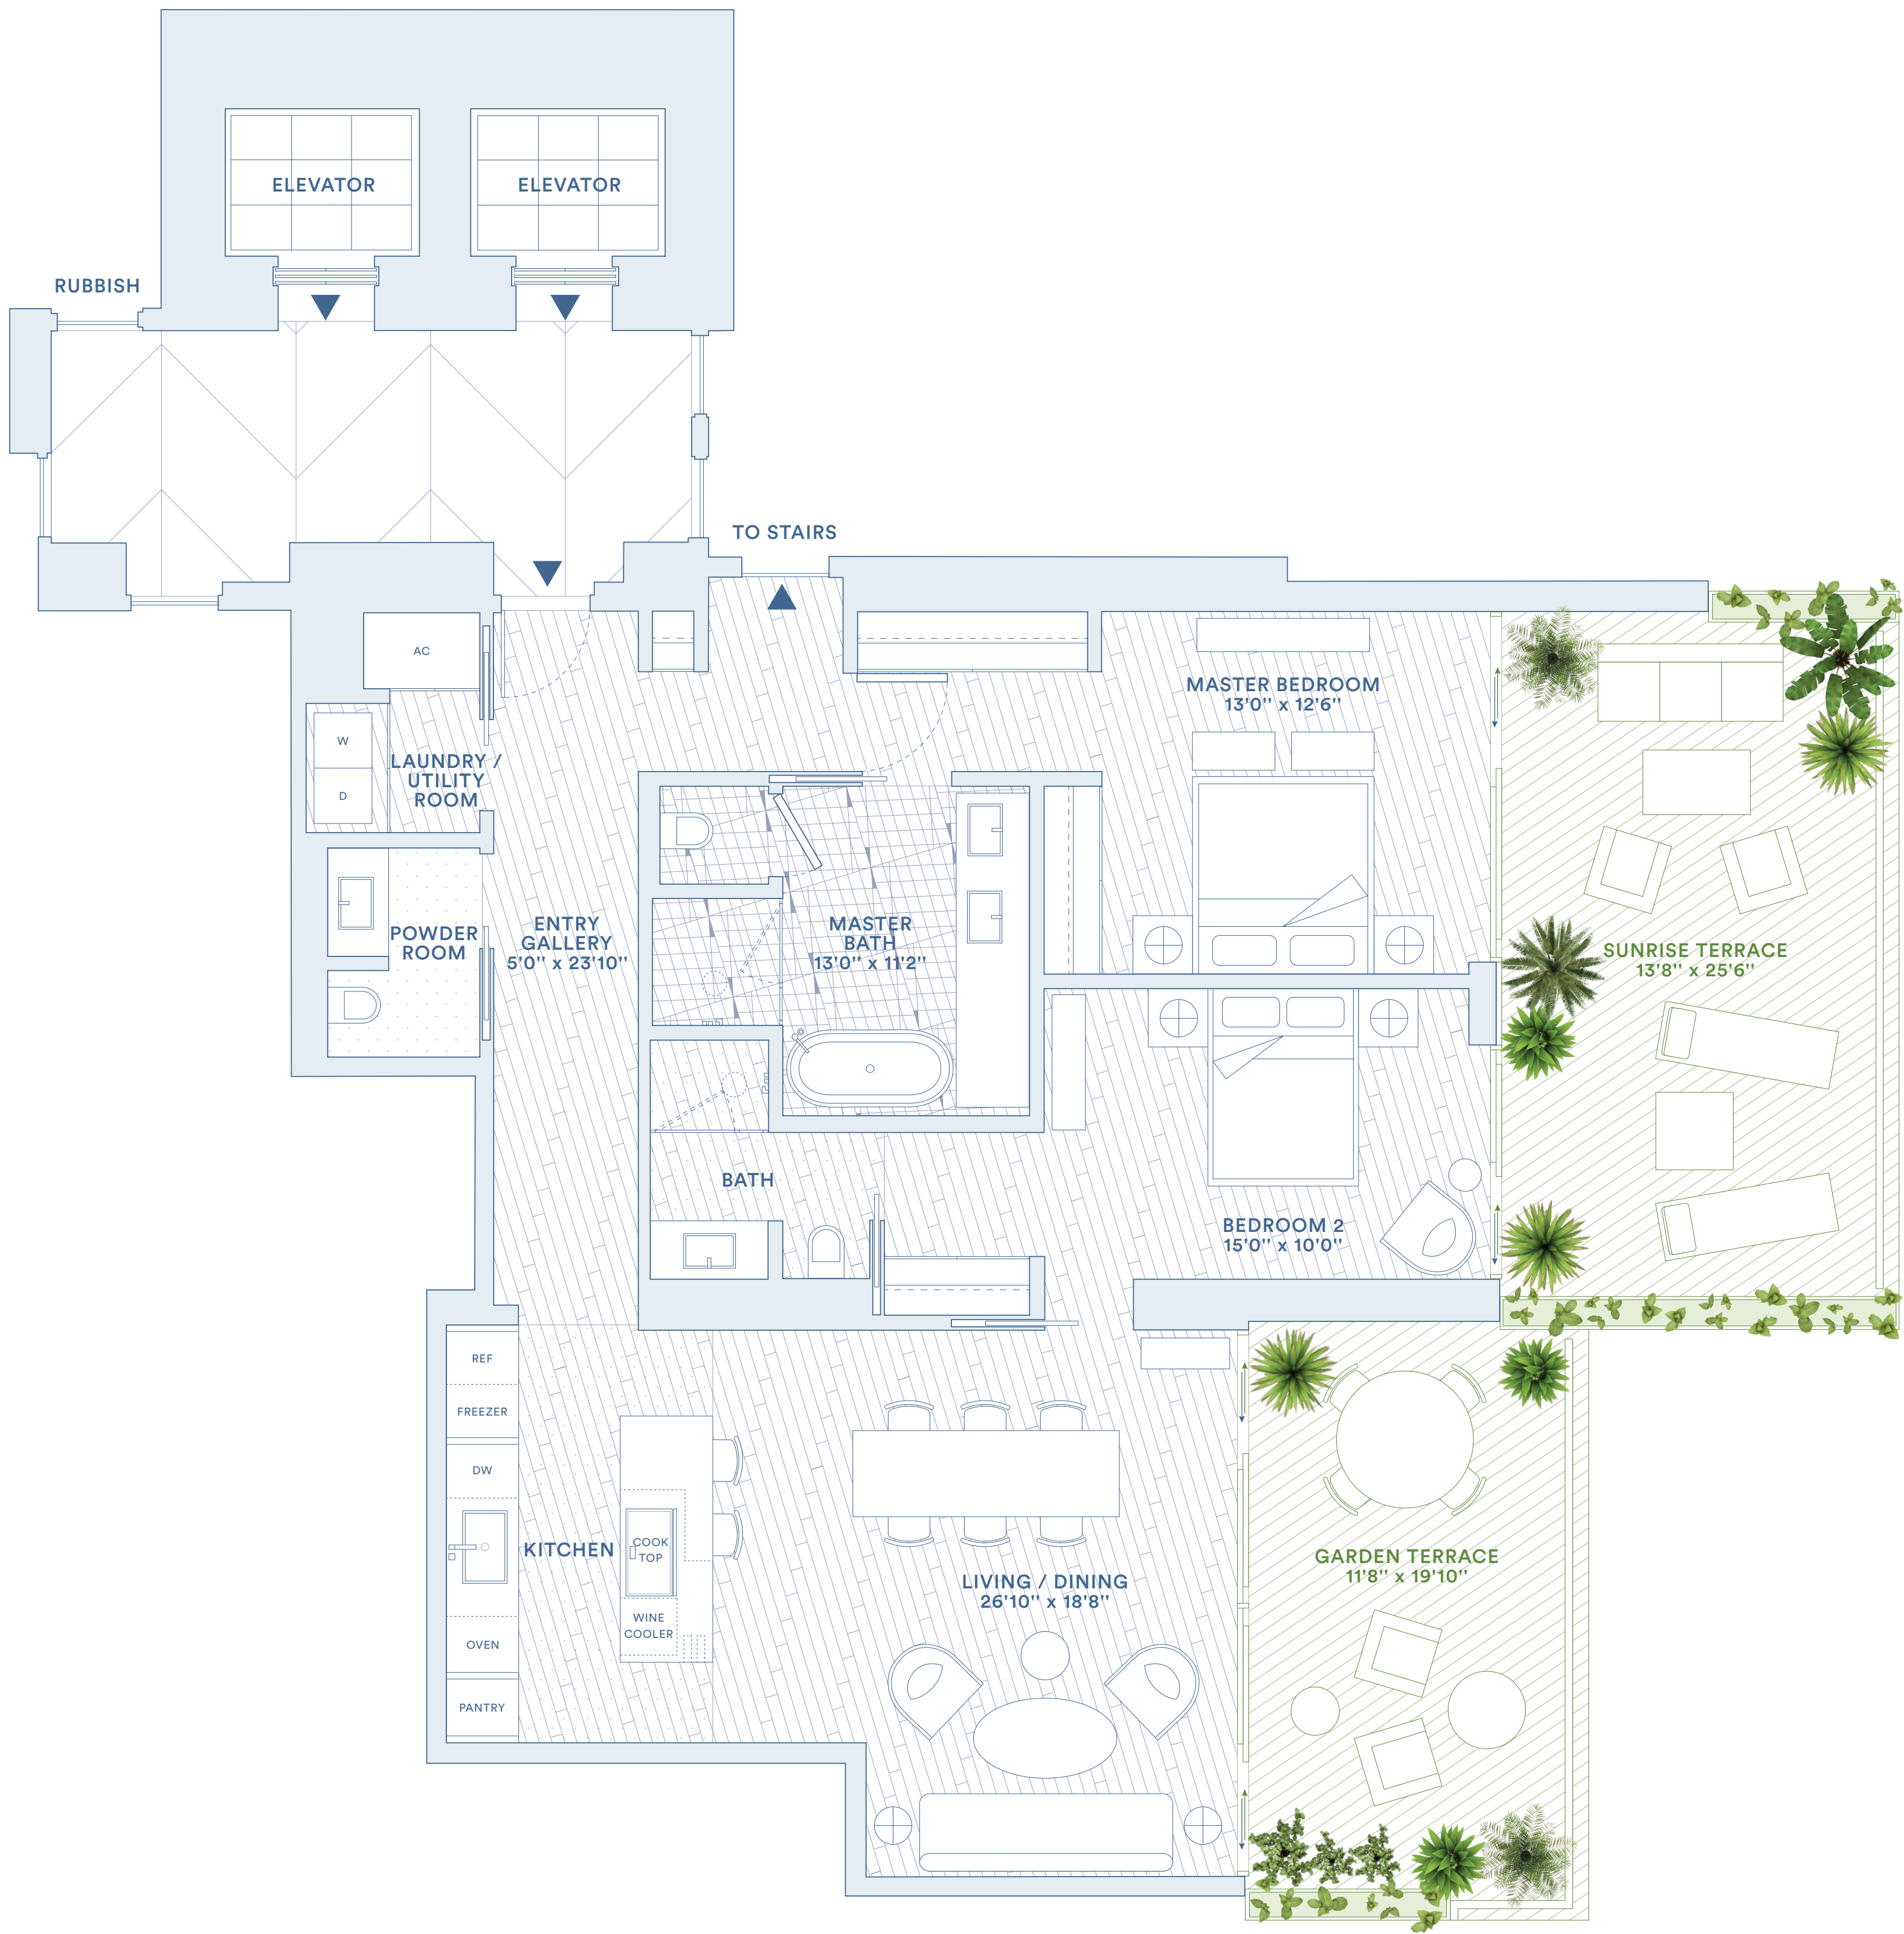 ELEVATOR
ELEVATOR
RUBBISH
TO STAIRS
AC
W
D
LAUNDRY /
UTILITY
ROOM
MASTER BEDROOM
13'0'' x 12'6''
POWDER
ROOM
ENTRY
GALLERY
5'0'' x 23'10''
MASTER
BATH
13'0'' x 11'2''
SUNRISE TERRACE
13'8'' x 25'6''
BATH
BEDROOM 2
15'0'' x 10'0''
REF
FREEZER
DW
KITCHEN
COOK
TOP
WINE
COOLER
OVEN
PANTRY
LIVING / DINING
26'10'' x 18'8''
GARDEN TERRACE
11'8'' x 19'10''